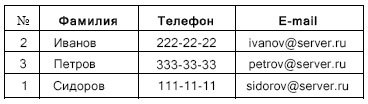 № Фамилия Телефон E-mail
2 Иванов 222-22-22 ivanov@server.ru
3 Петров 333-33-33 petrov@server.ru
1 Сидоров 111-11-11 sidorov@server.ru